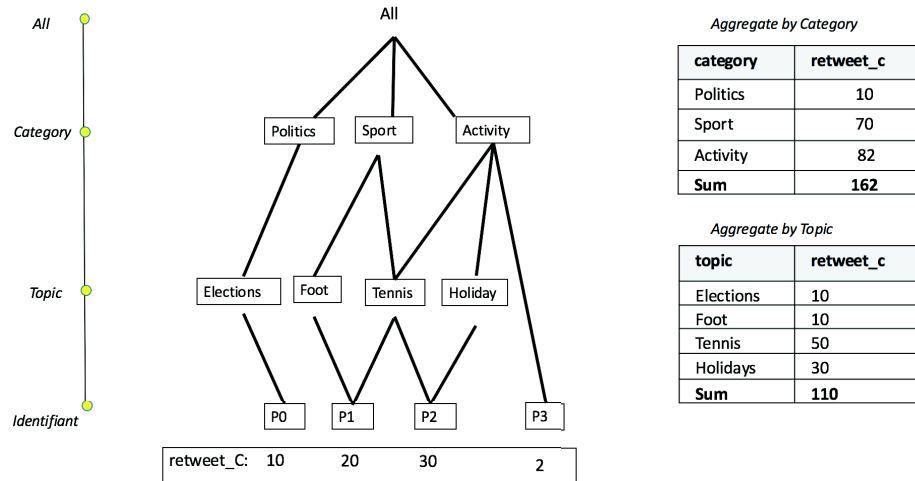 All
Category
Topic
Identifiant
All
Politics
Sport
Activity
Elections
Foot
Tennis
Holiday
P0
P1
P2
P3
retweet_C: 10 20 30 2
Aggregate by Category
category retweet_c
Politics 10
Sport 70
Activity 82
Sum 162
Aggregate by Topic
topic retweet_c
Elections 10
Foot 10
Tennis 50
Holidays 30
Sum 110